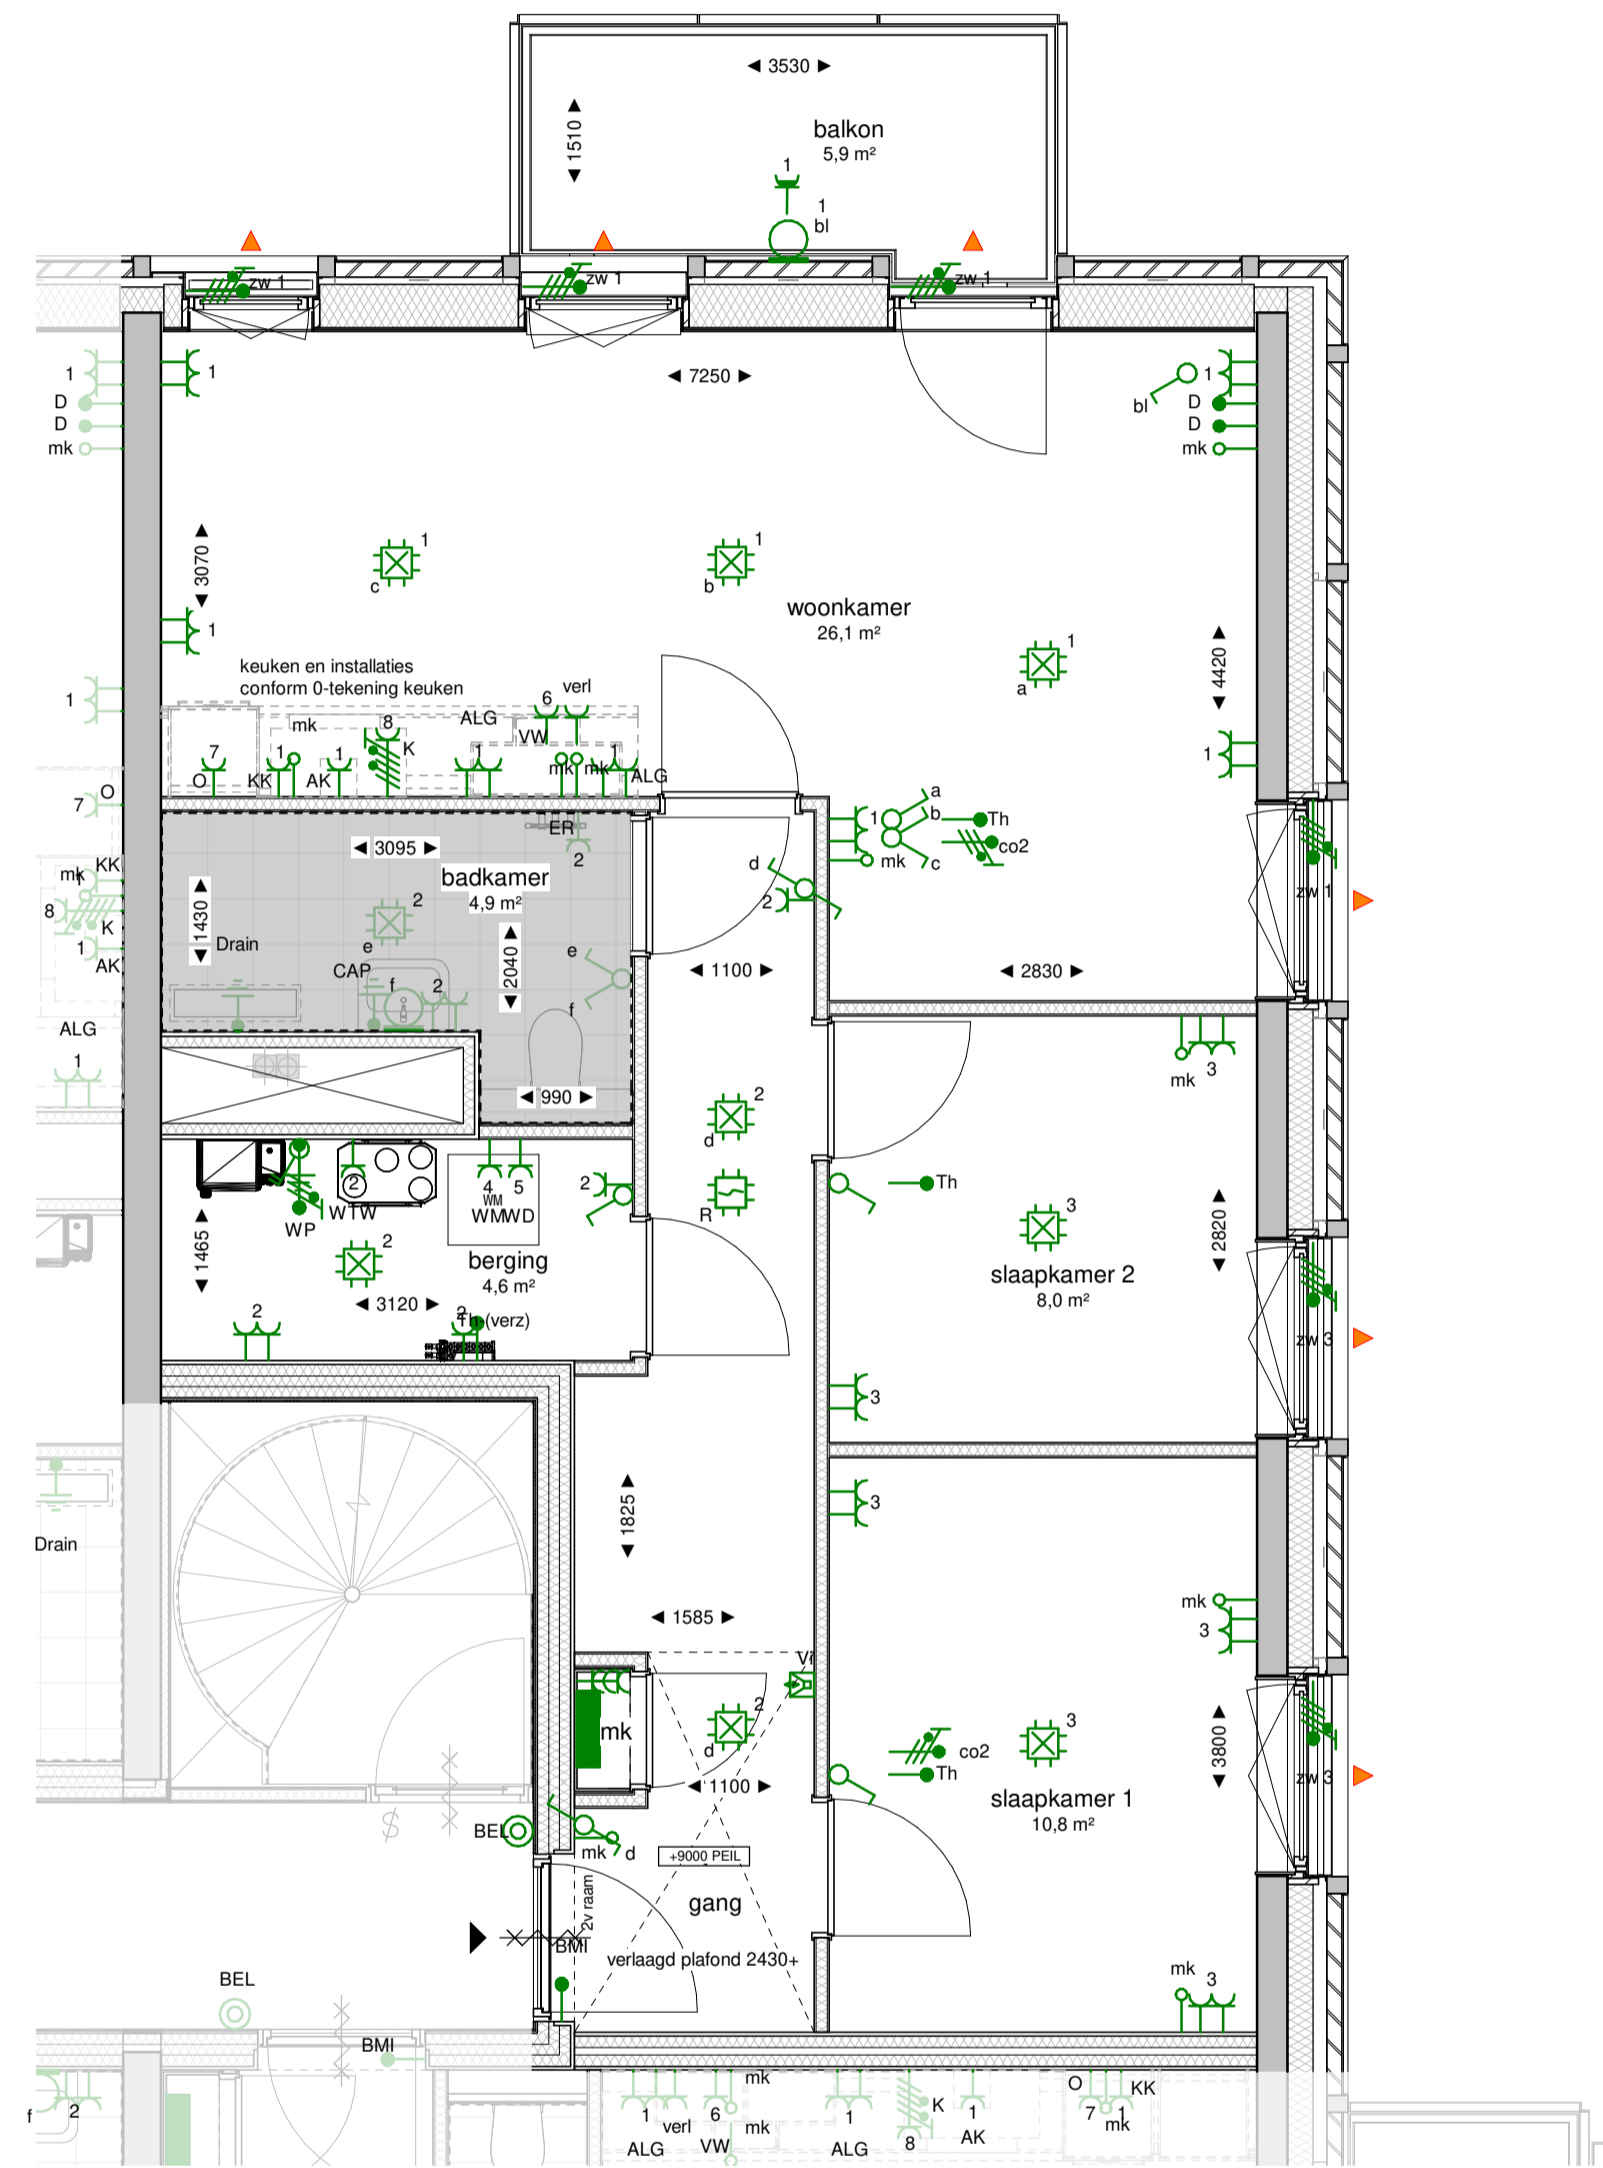 3530
1510
balkon
5,9 m²
1
1
bl
zw 1
zw 1
zw 1
1
D
D
mk
1
7250
bl
1
D
D
mk
3070
c
1
b
1
woonkamer
26,1 m²
a
1
4420
1
1
keuken en installaties
conform 0-tekening keuken
6
verl
mk
8
K
ALG
VW
7
O
1
KK
1
AK
1
mk
mk
1
ALG
1
O
7
KK
mk
1
8
K
1
AK
ALG
1
ER
2
3095
badkamer
4,9 m²
1430
Drain
2
e
CAP
f
2
2040
e
f
990
d
2
1100
1
a
b
c
mk
Th
co2
zw 1
2830
mk
3
2
d
R
Th
3
slaapkamer 2
8,0 m²
2820
zw 3
3
2
WTW
WP
4
5
WM
WM
WD
2
1465
2
berging
4,6 m²
3120
2
2
Th (verz)
3
1825
1585
Drain
mk
3
mk
2
d
1100
co2
Th
3
slaapkamer 1
10,8 m²
3800
zw 3
BEL
mk
d
+9000 PEIL
2v raam
gang
BMI
verlaagd plafond 2430+
mk
3
BEL
BMI
f
2
1
verl
ALG
6
VW
mk
mk
1
ALG
8
K
1
AK
O
7
1
KK
mk